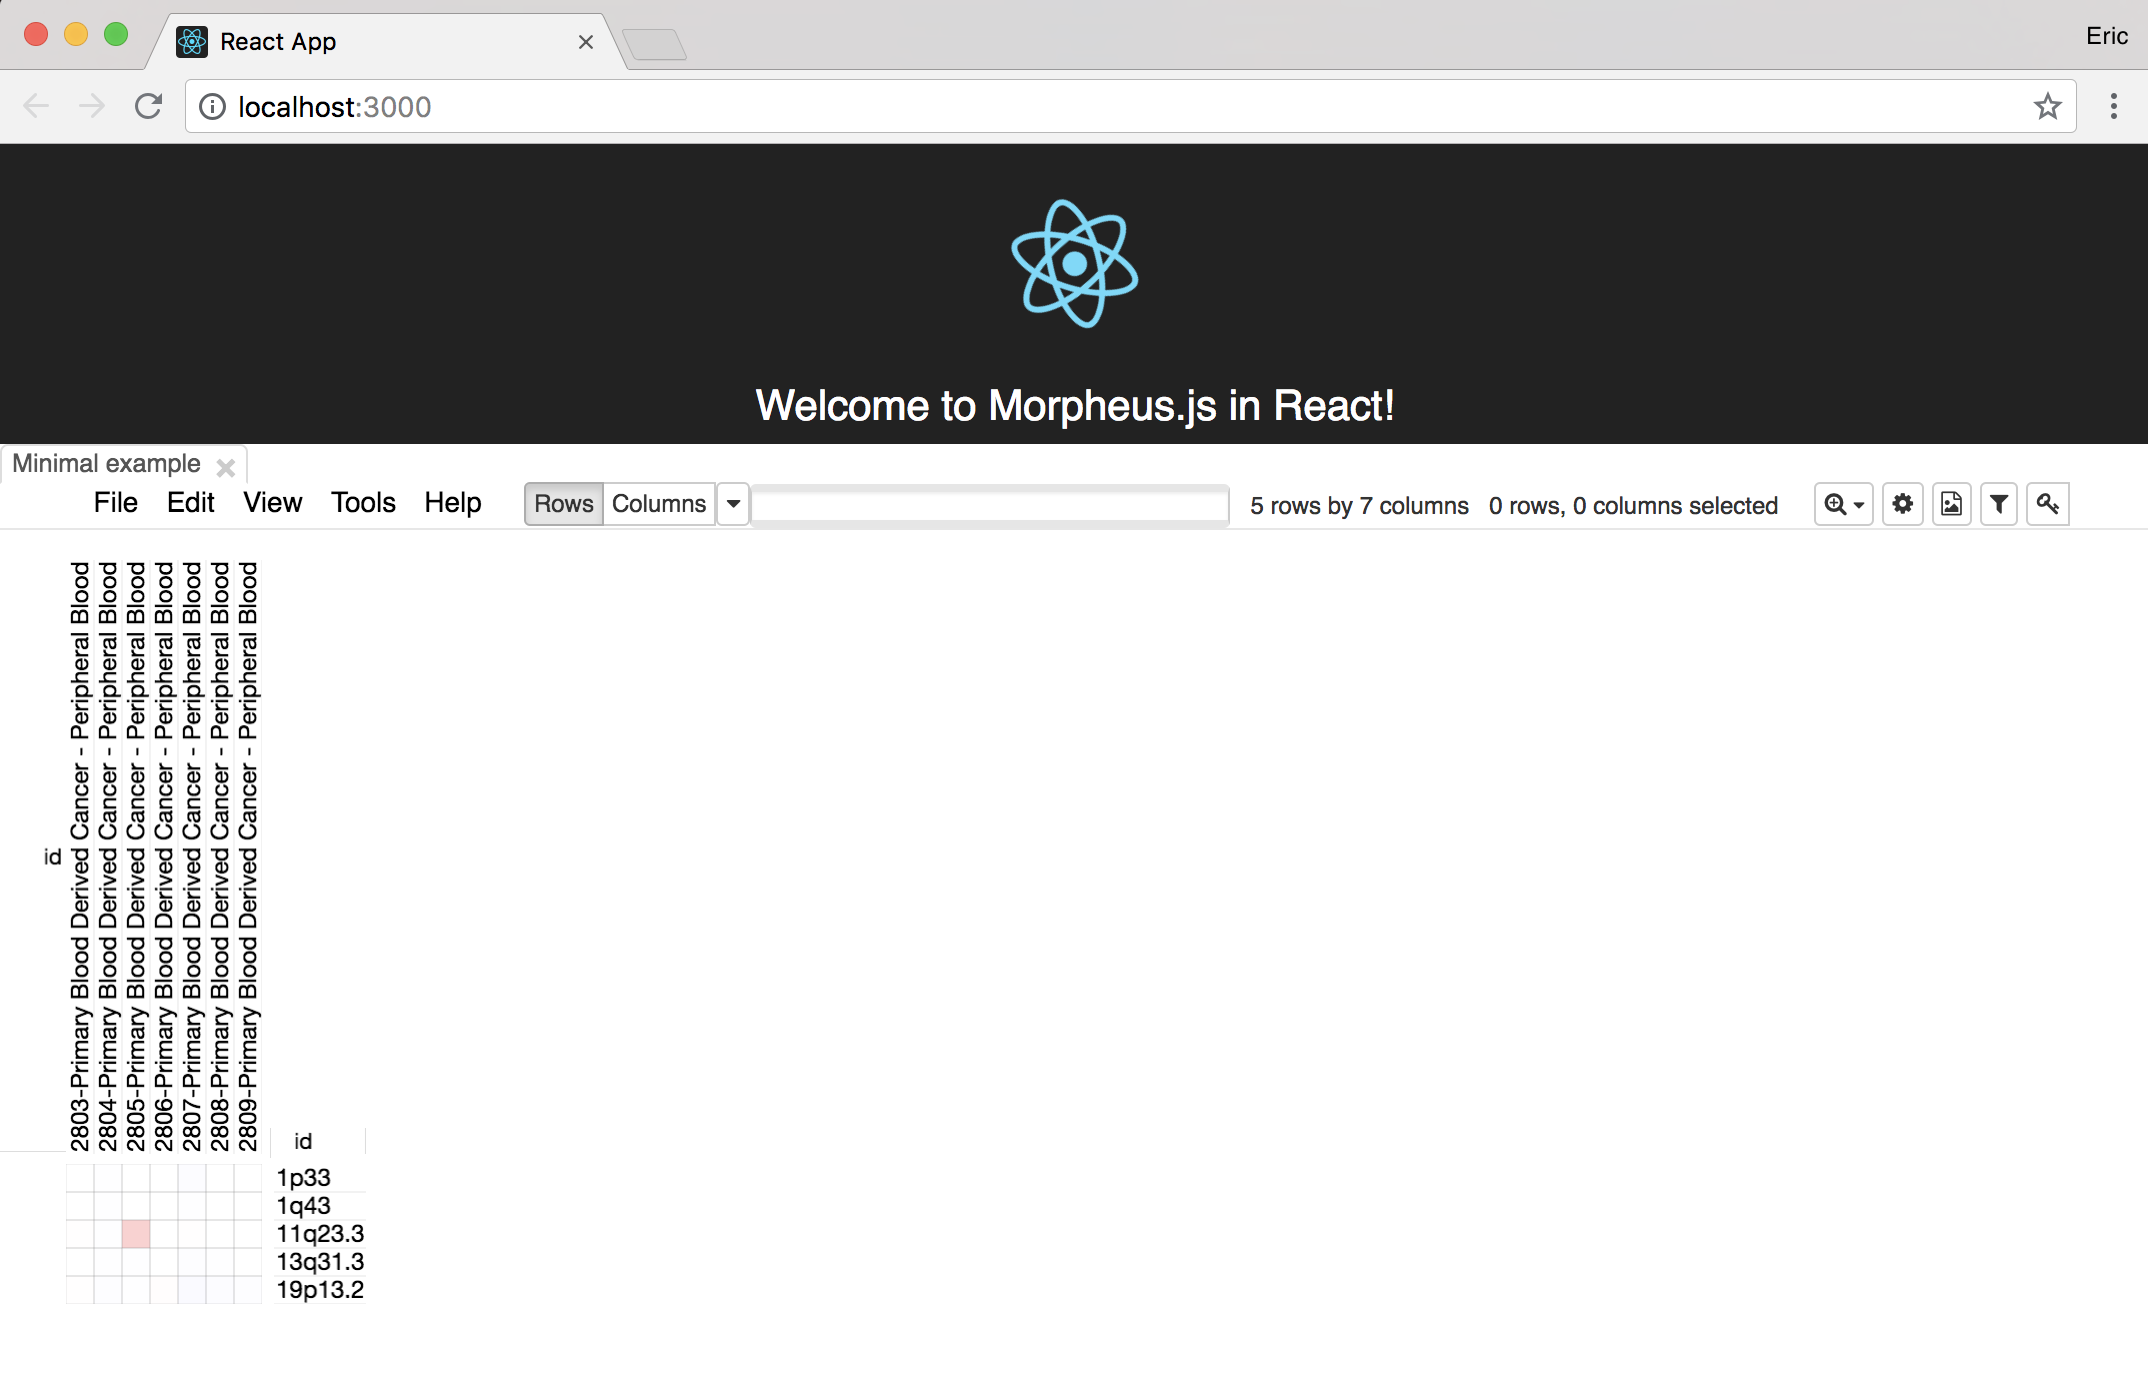 React App
Eric
localhost:3000
Welcome to Morpheus.js in React!
Minimal example
File Edit View Tools Help Rows Columns 5 rows by 7 columns 0 rows, 0 columns selected
id
2803-Primary Blood Derived Cancer - Peripheral Blood
2804-Primary Blood Derived Cancer - Peripheral Blood
2805-Primary Blood Derived Cancer - Peripheral Blood
2806-Primary Blood Derived Cancer - Peripheral Blood
2807-Primary Blood Derived Cancer - Peripheral Blood
2808-Primary Blood Derived Cancer - Peripheral Blood
2809-Primary Blood Derived Cancer - Peripheral Blood
id
1p33
1q43
11q23.3
13q31.3
19p13.2